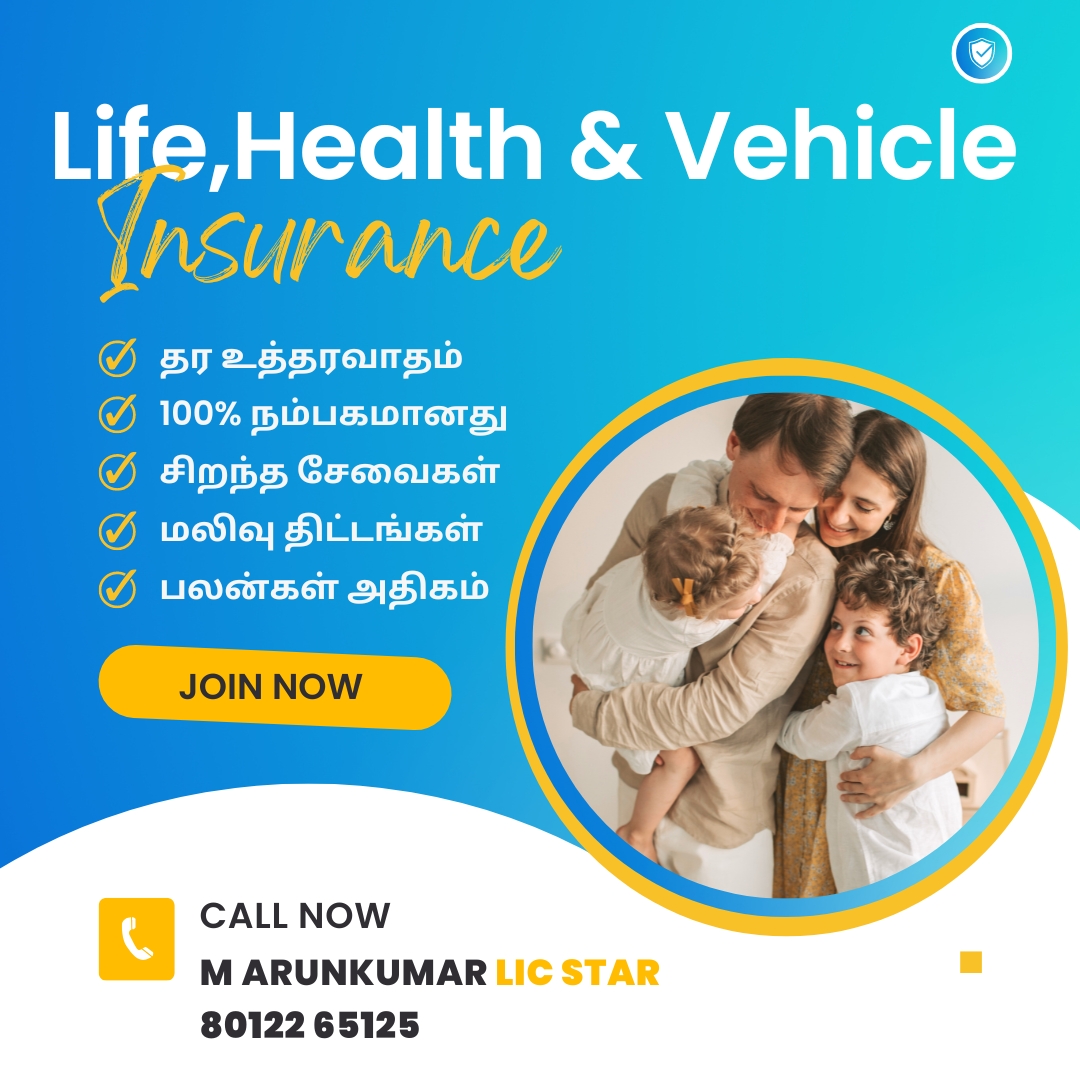 Life,Health & Vehicle
Insurance
தர உத்தரவாதம்
100% நம்பகமானது
சிறந்த சேவைகள்
மலிவு திட்டங்கள்
பலன்கள் அதிகம்
JOIN NOW
CALL NOW
M ARUNKUMAR LIC STAR
80122 65125